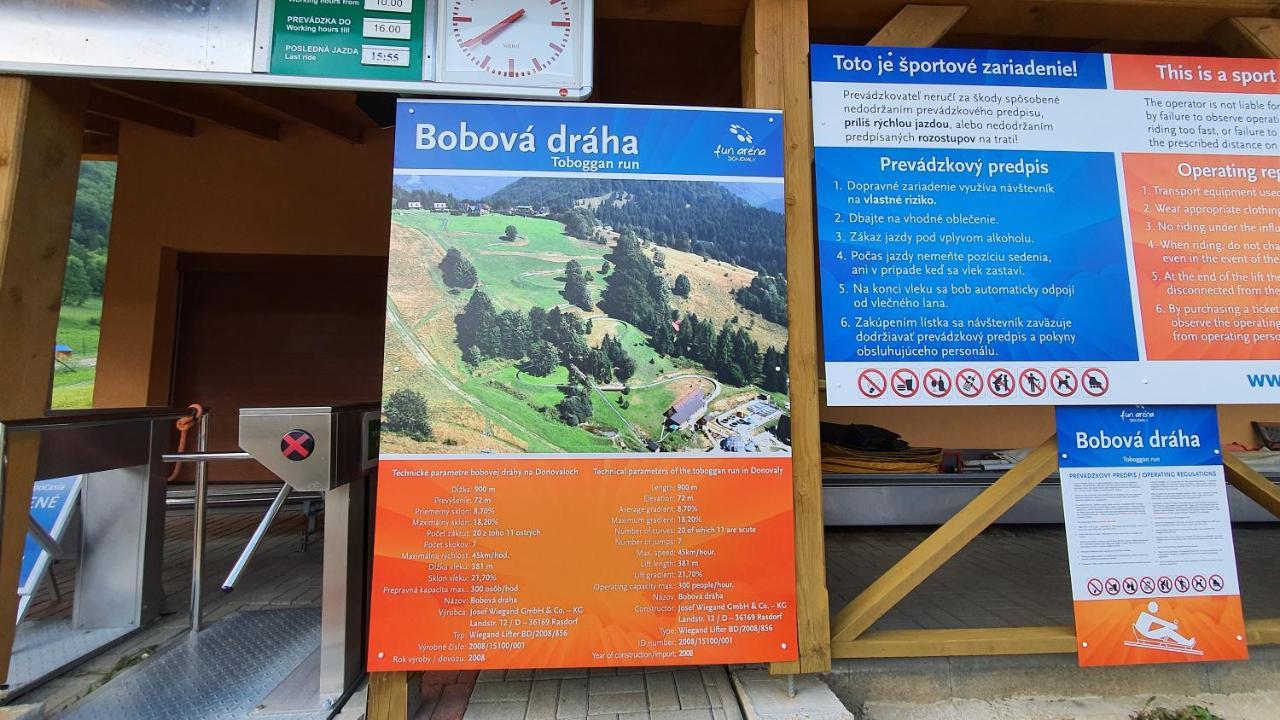 Working hours from
10.00
PREVÁDZKA DO
Working hours till
16.00
POSLEDNÁ JAZDA
Last ride
15:55
Bobová dráha
Toboggan run
fun aréna
DONOVALY
Technické parametre bobovej dráhy na Donovaloch
Dĺžka: 900 m
Prevýšenie: 72 m
Priemerný sklon: 8,70%
Maximálny sklon: 18,20%
Počet zákrut: 20 z toho 11 ostrých
Počet skokov: 7
Maximálna rýchlosť: 45km/hod.
Dĺžka vleku: 381 m
Sklon vleku: 21,70%
Prepravná kapacita max.: 300 osôb/hod
Názov: Bobová dráha
Výrobca: Josef Wiegand GmbH & Co. – KG
Landstr. 12 / D – 36169 Rasdorf
Typ: Wiegand Lifter BD/2008/856
Výrobné číslo: 2008/15100/001
Rok výroby / dovozu: 2008
Technical parameters of the toboggan run in Donovaly
Length: 900 m
Elevation: 72 m
Average gradient: 8,70%
Maximum gradient: 18,20%
Number of curves: 20 of which 11 are acute
Number of jumps: 7
Max. speed: 45km/hour.
Lift length: 381 m
Lift gradient: 21,70%
Operating capacity max.: 300 people/hour.
Názov: Bobová dráha
Constructor: Josef Wiegand GmbH & Co. – KG
Landstr. 12 / D – 36169 Rasdorf
Type: Wiegand Lifter BD/2008/856
ID number: 2008/15100/001
Year of construction/import: 2008
Toto je športové zariadenie!
Prevádzkovateľ neručí za škody spôsobené
nedodržaním prevádzkového predpisu,
príliš rýchlou jazdou, alebo nedodržaním
predpísaných rozostupov na trati!
Prevádzkový predpis
1. Dopravné zariadenie využíva návštevník
na vlastné riziko.
2. Dbajte na vhodné oblečenie.
3. Zákaz jazdy pod vplyvom alkoholu.
4. Počas jazdy nemeňte pozíciu sedenia,
ani v prípade keď sa vlek zastaví.
5. Na konci vleku sa bob automaticky odpojí
od vlečného lana.
6. Zakúpením lístka sa návštevník zaväzuje
dodržiavať prevádzkový predpis a pokyny
obsluhujúceho personálu.
This is a sport
The operator is not liable for
by failure to observe operati
riding too fast, or failure to
the prescribed distance on
Operating reg
1. Transport equipment used
2. Wear appropriate clothing
3. No riding under the influ
4. When riding, do not cha
even in the event of the
5. At the end of the lift the
disconnected from the
6. By purchasing a ticket
observe the operating
from operating perso
ww
fun aréna
Bobová dráha
Toboggan run
PREVÁDZKOVÝ PREDPIS / OPERATING REGULATIONS